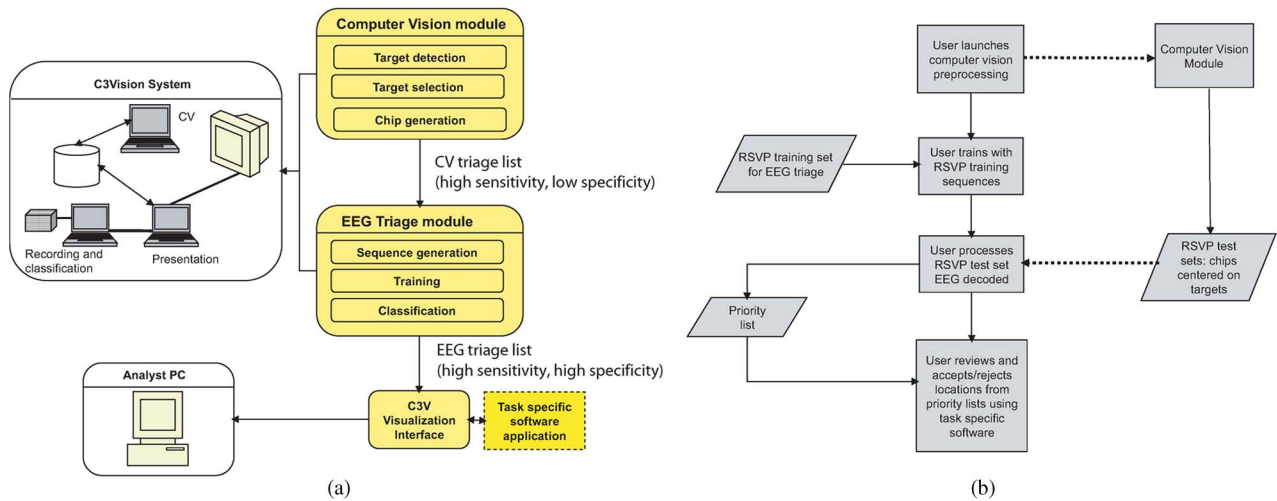 Computer Vision module
Target detection
Target selection
Chip generation
C3Vision System
CV
Recording and
classification
Presentation
CV triage list
(high sensitivity, low specificity)
EEG Triage module
Sequence generation
Training
Classification
EEG triage list
(high sensitivity, high specificity)
Analyst PC
C3V
Visualization
Interface
Task specific
software
application
(a)
User launches
computer vision
preprocessing
Computer Vision
Module
RSVP training set
for EEG triage
User trains with
RSVP training
sequences
User processes
RSVP test set
EEG decoded
RSVP test
sets: chips
centered on
targets
Priority
list
User reviews and
accepts/rejects
locations from
priority lists using
task specific
software
(b)